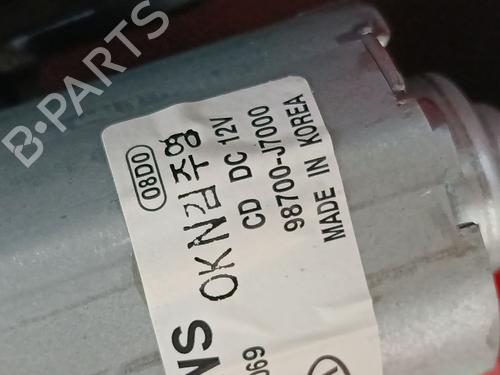 B-PARTS
08D0
OKN김주영
CD DC 12V
98700-J7000
MADE IN KOREA
WS
069